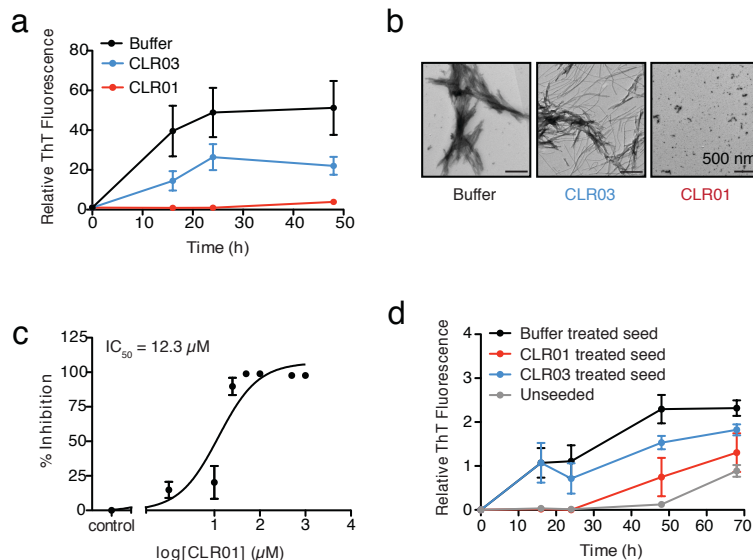 a
Buffer
CLR03
CLR01
Relative ThT Fluorescence
80
60
40
20
0
0 10 20 30 40 50
Time (h)
b
500 nm
Buffer CLR03 CLR01
c
IC50 = 12.3 µM
% Inhibition
125
100
75
50
25
0
control 1 2 3 4
log[CLR01] (µM)
d
Buffer treated seed
CLR01 treated seed
CLR03 treated seed
Unseeded
Relative ThT Fluorescence
4
3
2
1
0
0 10 20 30 40 50 60 70
Time (h)